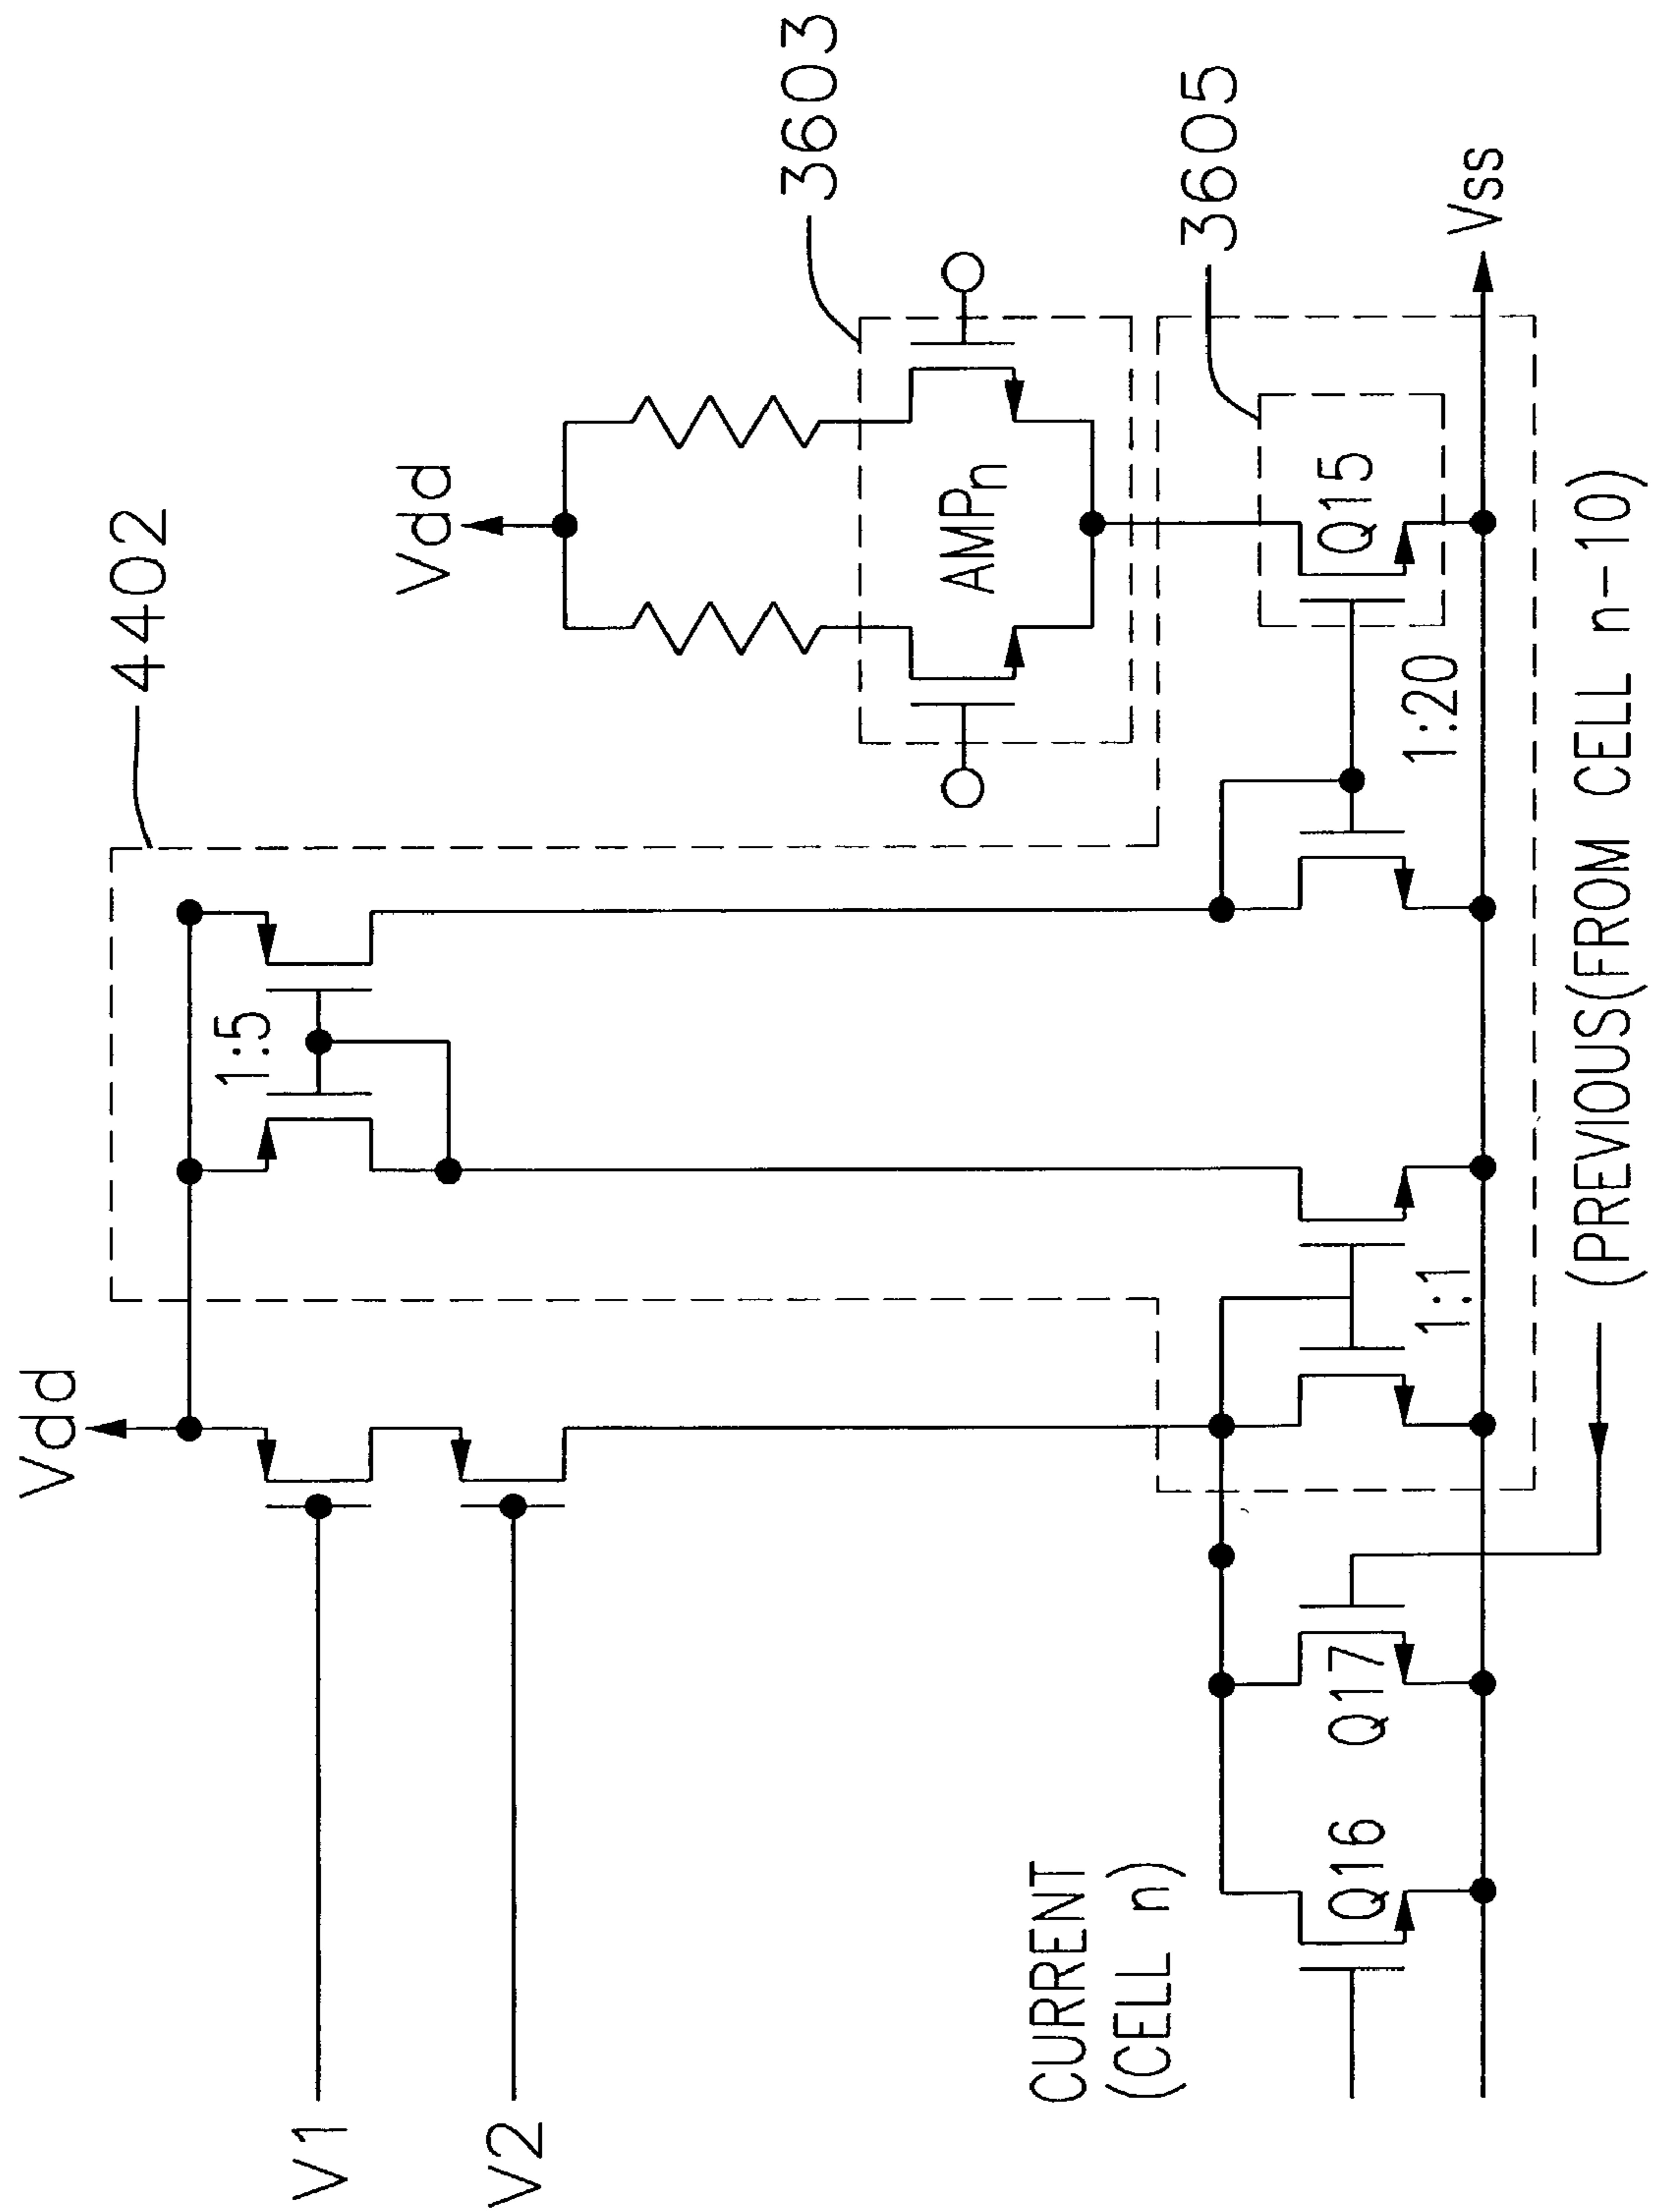 Vdd
4402
V1
V2
1:5
Vdd
3603
AMPn
3605
CURRENT
(CELL n)
Q16
Q17
1:1
1:20
Q15
Vss
(PREVIOUS(FROM CELL n-10)